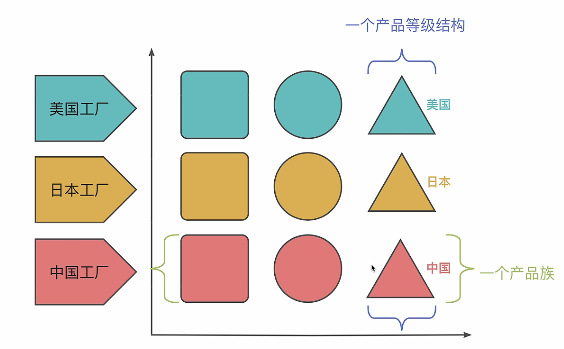 一个产品等级结构
美国工厂
美国
日本工厂
日本
中国工厂
中国
一个产品族